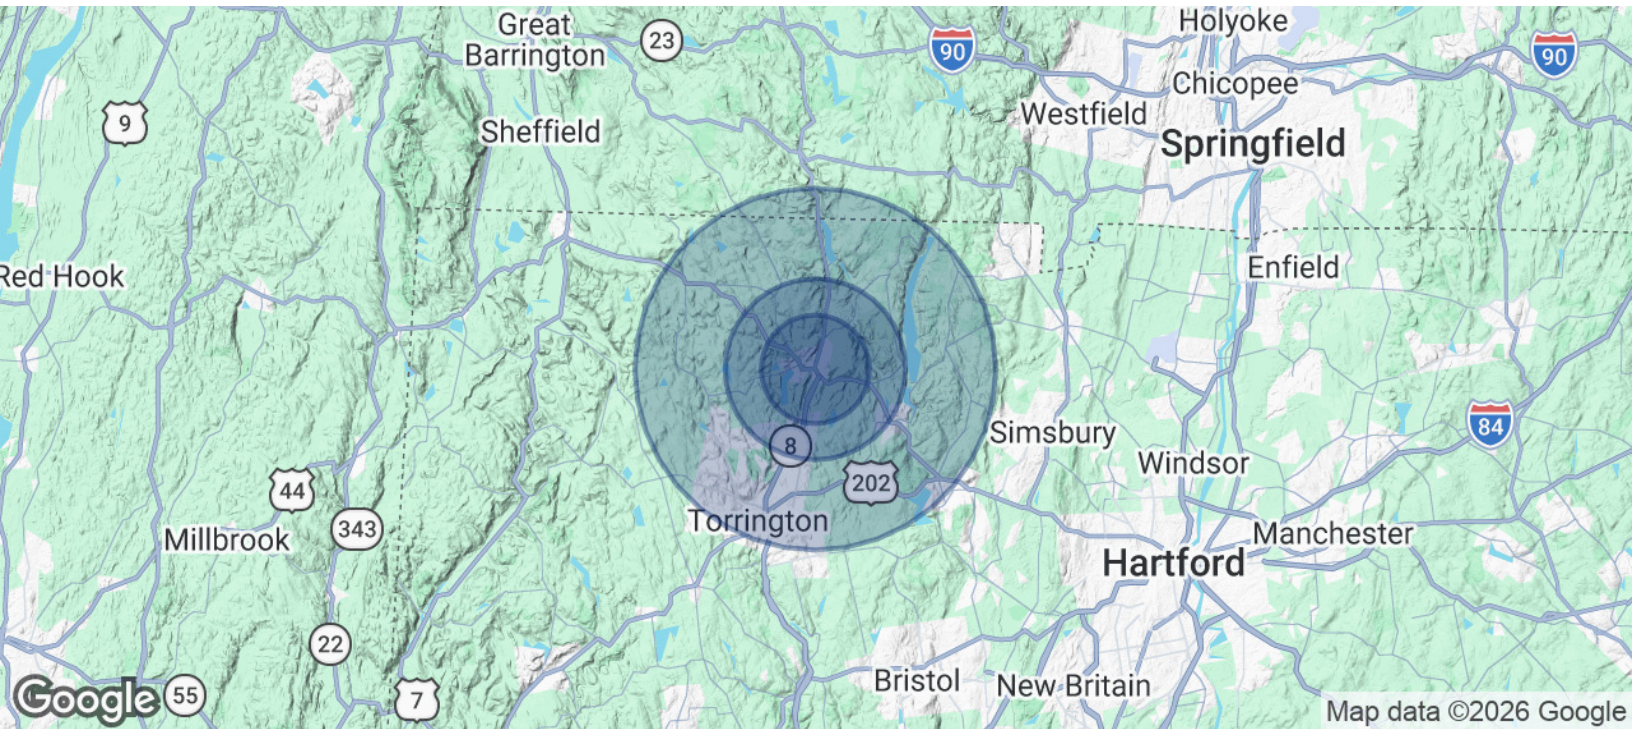 Great
Barrington
23
90
Holyoke
90
Chicopee
Westfield
9
Sheffield
Springfield
Red Hook
Enfield
Simsbury
84
8
Windsor
44
202
343
Torrington
Millbrook
Manchester
Hartford
22
Bristol
New Britain
Google
55
7
Map data ©2026 Google